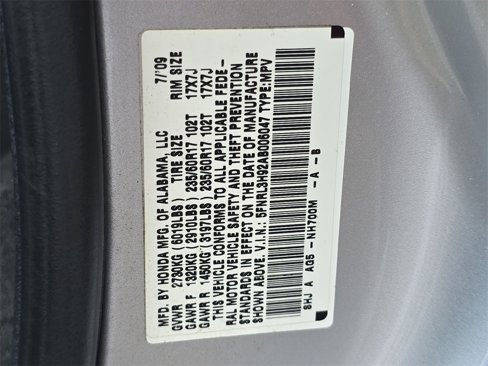 MFD. BY HONDA MFG. OF ALABAMA, LLC 7/'09
GVWR 2730KG (6019LBS) TIRE SIZE RIM SIZE
GAWR F 1320KG (2910LBS) 235/60R17 102T 17X7J
GAWR R 1450KG (3197LBS) 235/60R17 102T 17X7J
THIS VEHICLE CONFORMS TO ALL APPLICABLE FEDE-
RAL MOTOR VEHICLE SAFETY AND THEFT PREVENTION
STANDARDS IN EFFECT ON THE DATE OF MANUFACTURE
SHOWN ABOVE. V.I.N.: 5FNRL3H92AB006047 TYPE:MPV
SHJ A AG5 -NH700M -A -B